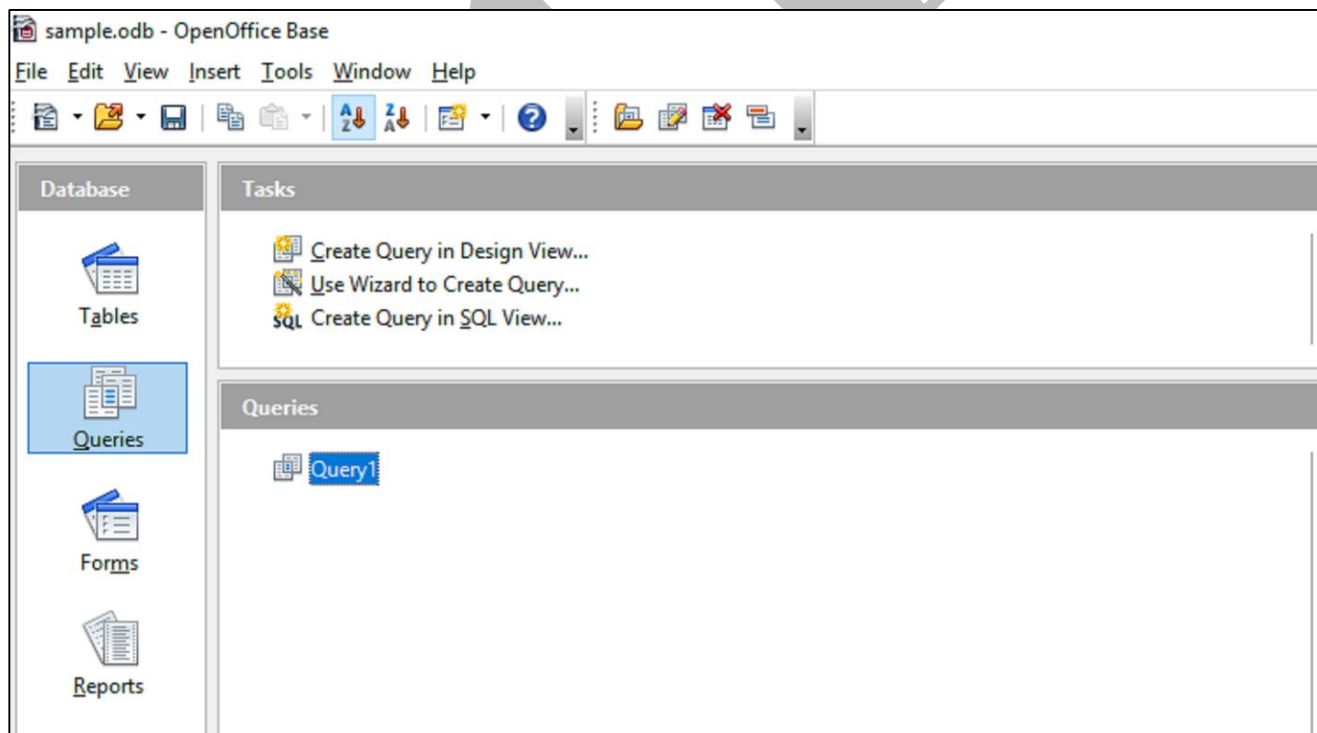 sample.odb - OpenOffice Base
File Edit View Insert Tools Window Help
Database
Tables
Queries
Forms
Reports
Tasks
Create Query in Design View...
Use Wizard to Create Query...
SQL Create Query in SQL View...
Queries
Query1